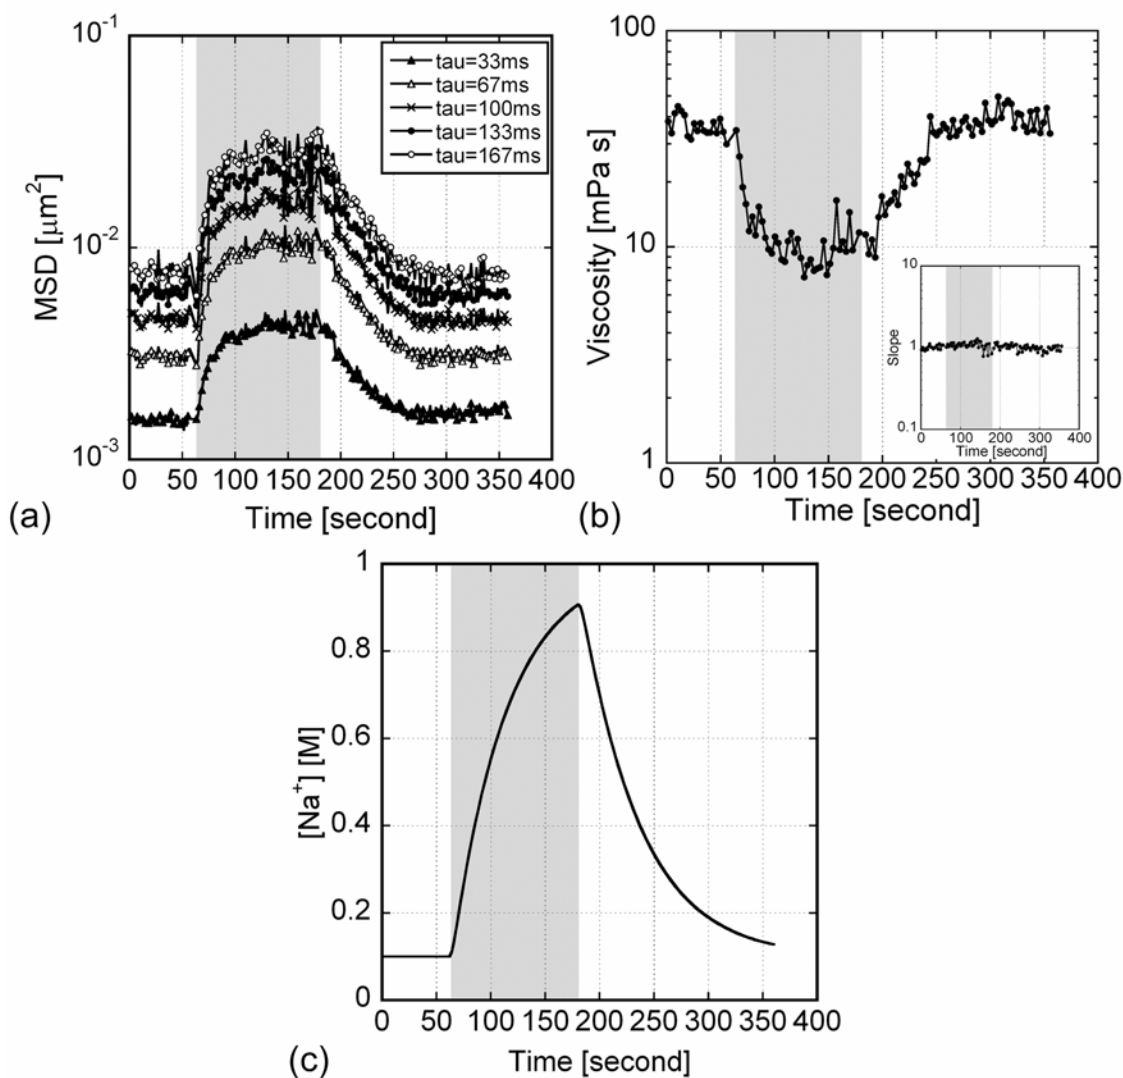 10⁻¹
10⁻²
10⁻³
MSD [μm²]
tau=33ms
tau=67ms
tau=100ms
tau=133ms
tau=167ms
0 50 100 150 200 250 300 350 400
Time [second]
(a)
100
10
1
Viscosity [mPa s]
0 50 100 150 200 250 300 350 400
Time [second]
(b)
10
1
0.1
Slope
0 100 200 300 400
Time [second]
1
0.8
0.6
0.4
0.2
0
[Na⁺] [M]
0 50 100 150 200 250 300 350 400
Time [second]
(c)